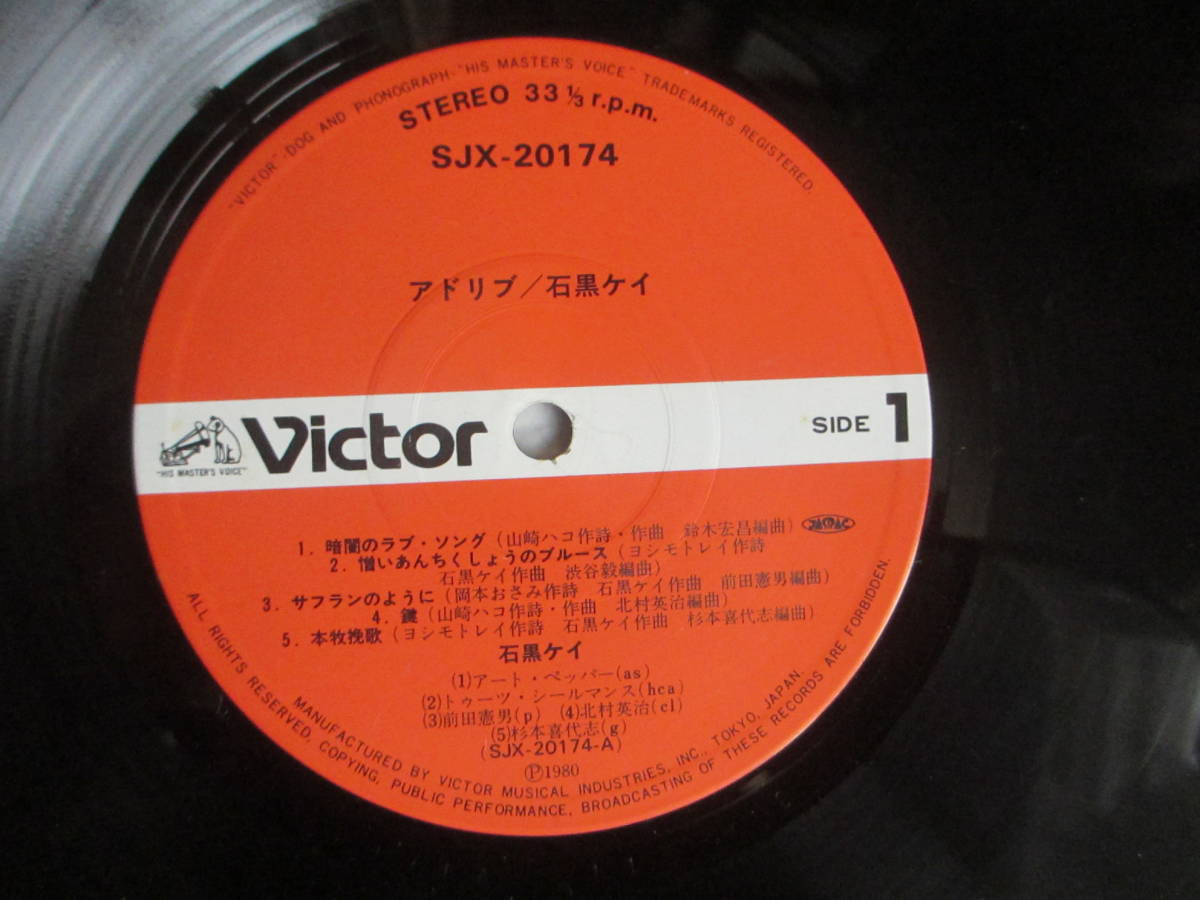 "VICTOR"-DOG AND PHONOGRAPH-"HIS MASTER'S VOICE" TRADEMARKS REGISTERED.
STEREO 33 1/3 r.p.m.
SJX-20174
アドリブ/石黒ケイ
"HIS MASTER'S VOICE"
Victor
SIDE 1
1. 暗闇のラブ・ソング(山崎ハコ作詩・作曲 鈴木宏昌編曲)
JASRAC
2. 憎いあんちくしょうのブルース(ヨシモトレイ作詩
石黒ケイ作曲 渋谷毅編曲)
3. サフランのように(岡本おさみ作詩 石黒ケイ作曲 前田憲男編曲)
4. 鍵(山崎ハコ作詩・作曲 北村英治編曲)
5. 本牧挽歌(ヨシモトレイ作詩 石黒ケイ作曲 杉本喜代志編曲)
石黒ケイ
(1)アート・ペッパー(as)
(2)トゥーツ・シールマンス(hca)
(3)前田憲男(p) (4)北村英治(cl)
(5)杉本喜代志(g)
(SJX-20174-A)
Ⓟ1980
MANUFACTURED BY VICTOR MUSICAL INDUSTRIES, INC., TOKYO, JAPAN.
ALL RIGHTS RESERVED, COPYING, PUBLIC PERFORMANCE, BROADCASTING OF THESE RECORDS ARE FORBIDDEN.